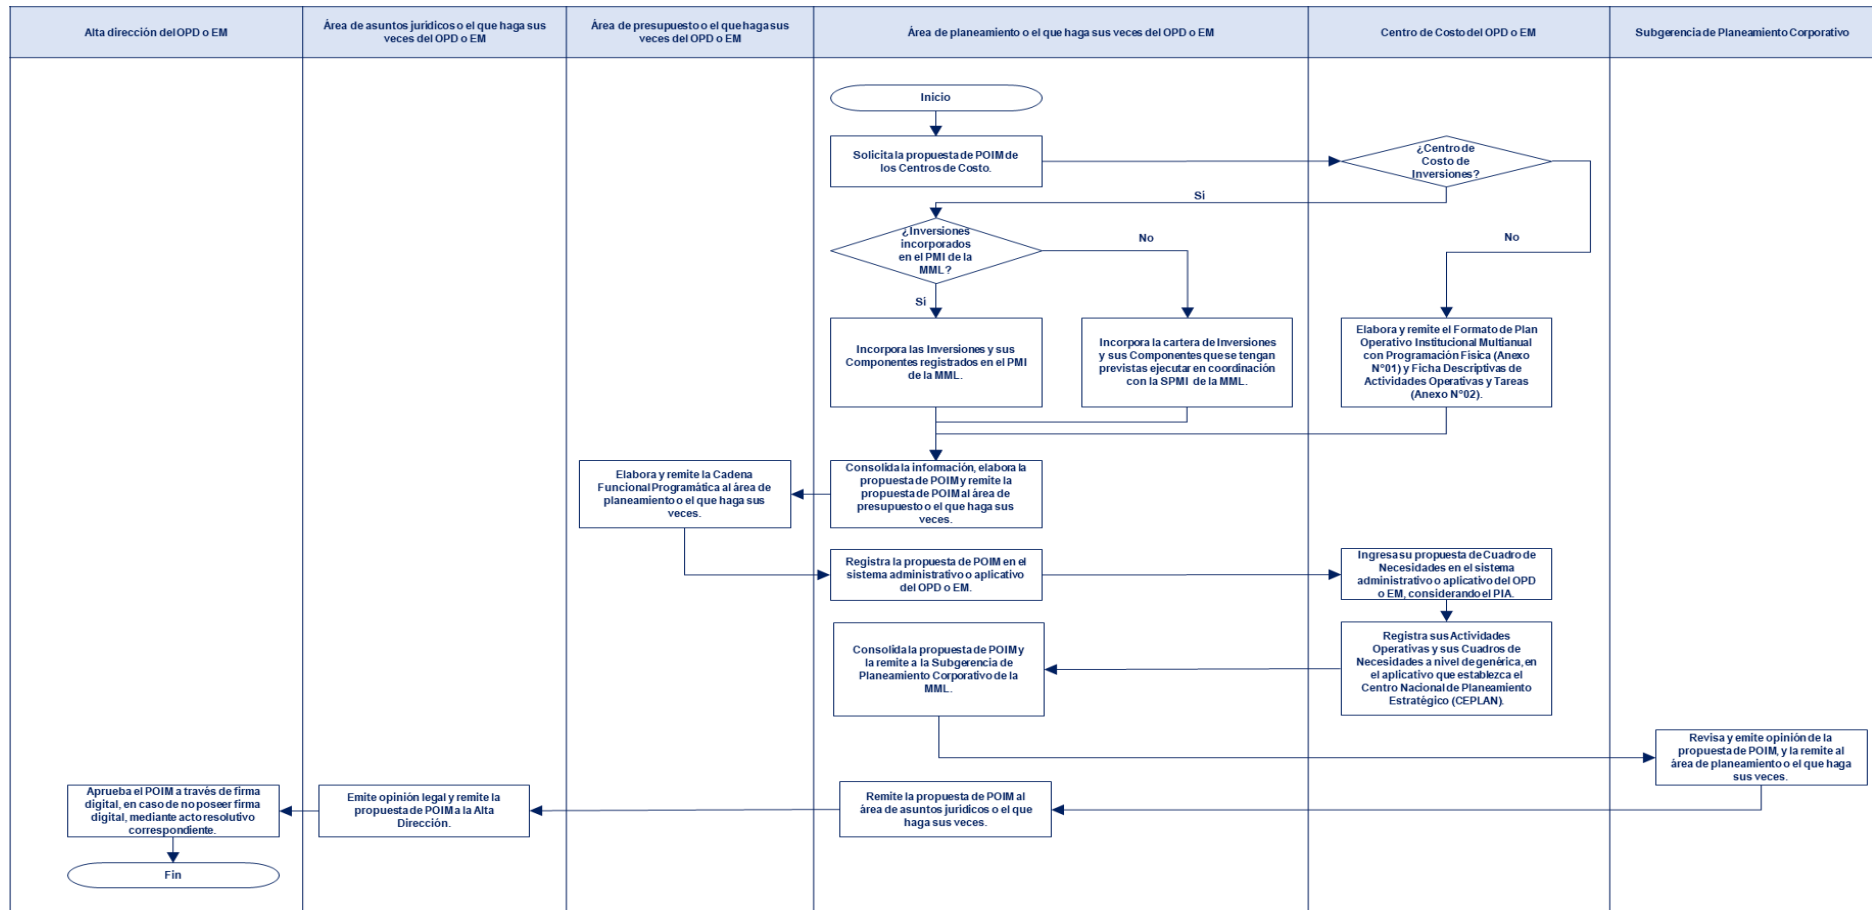 Alta dirección del OPD o EM
Área de asuntos jurídicos o el que haga sus
veces del OPD o EM
Área de presupuesto o el que haga sus
veces del OPD o EM
Área de planeamiento o el que haga sus veces del OPD o EM
Centro de Costo del OPD o EM
Subgerencia de Planeamiento Corporativo
Inicio
Solicita la propuesta de POIM de
los Centros de Costo.
¿Centro de
Costo de
Inversiones?
Sí
No
¿Inversiones
incorporados
en el PMI de la
MML?
No
Sí
Incorpora las Inversiones y sus
Componentes registrados en el PMI
de la MML.
Incorpora la cartera de Inversiones
y sus Componentes que se tengan
previstas ejecutar en coordinación
con la SPMI de la MML.
Elabora y remite el Formato de Plan
Operativo Institucional Multianual
con Programación Física (Anexo
N°01) y Ficha Descriptivas de
Actividades Operativas y Tareas
(Anexo N°02).
Elabora y remite la Cadena
Funcional Programática al área de
planeamiento o el que haga sus
veces.
Consolida la información, elabora la
propuesta de POIM y remite la
propuesta de POIM al área de
presupuesto o el que haga sus
veces.
Registra la propuesta de POIM en el
sistema administrativo o aplicativo
del OPD o EM.
Ingresa su propuesta de Cuadro de
Necesidades en el sistema
administrativo o aplicativo del OPD
o EM, considerando el PIA.
Consolida la propuesta de POIM y
la remite a la Subgerencia de
Planeamiento Corporativo de la
MML.
Registra sus Actividades
Operativas y sus Cuadros de
Necesidades a nivel de genérica, en
el aplicativo que establezca el
Centro Nacional de Planeamiento
Estratégico (CEPLAN).
Revisa y emite opinión de la
propuesta de POIM, y la remite al
área de planeamiento o el que haga
sus veces.
Aprueba el POIM a través de firma
digital, en caso de no poseer firma
digital, mediante acto resolutivo
correspondiente.
Emite opinión legal y remite la
propuesta de POIM a la Alta
Dirección.
Remite la propuesta de POIM al
área de asuntos jurídicos o el que
haga sus veces.
Fin